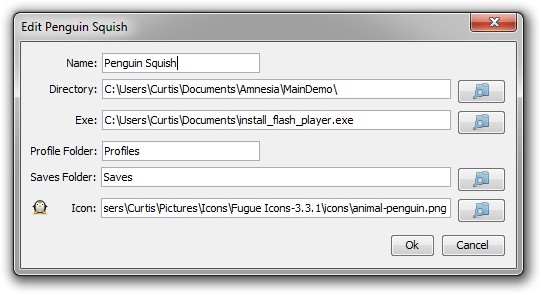 Edit Penguin Squish
Name: Penguin Squish
Directory: C:\Users\Curtis\Documents\Amnesia\MainDemo\
Exe: C:\Users\Curtis\Documents\install_flash_player.exe
Profile Folder: Profiles
Saves Folder: Saves
Icon: sers\Curtis\Pictures\Icons\Fugue Icons-3.3.1\icons\animal-penguin.png
Ok Cancel